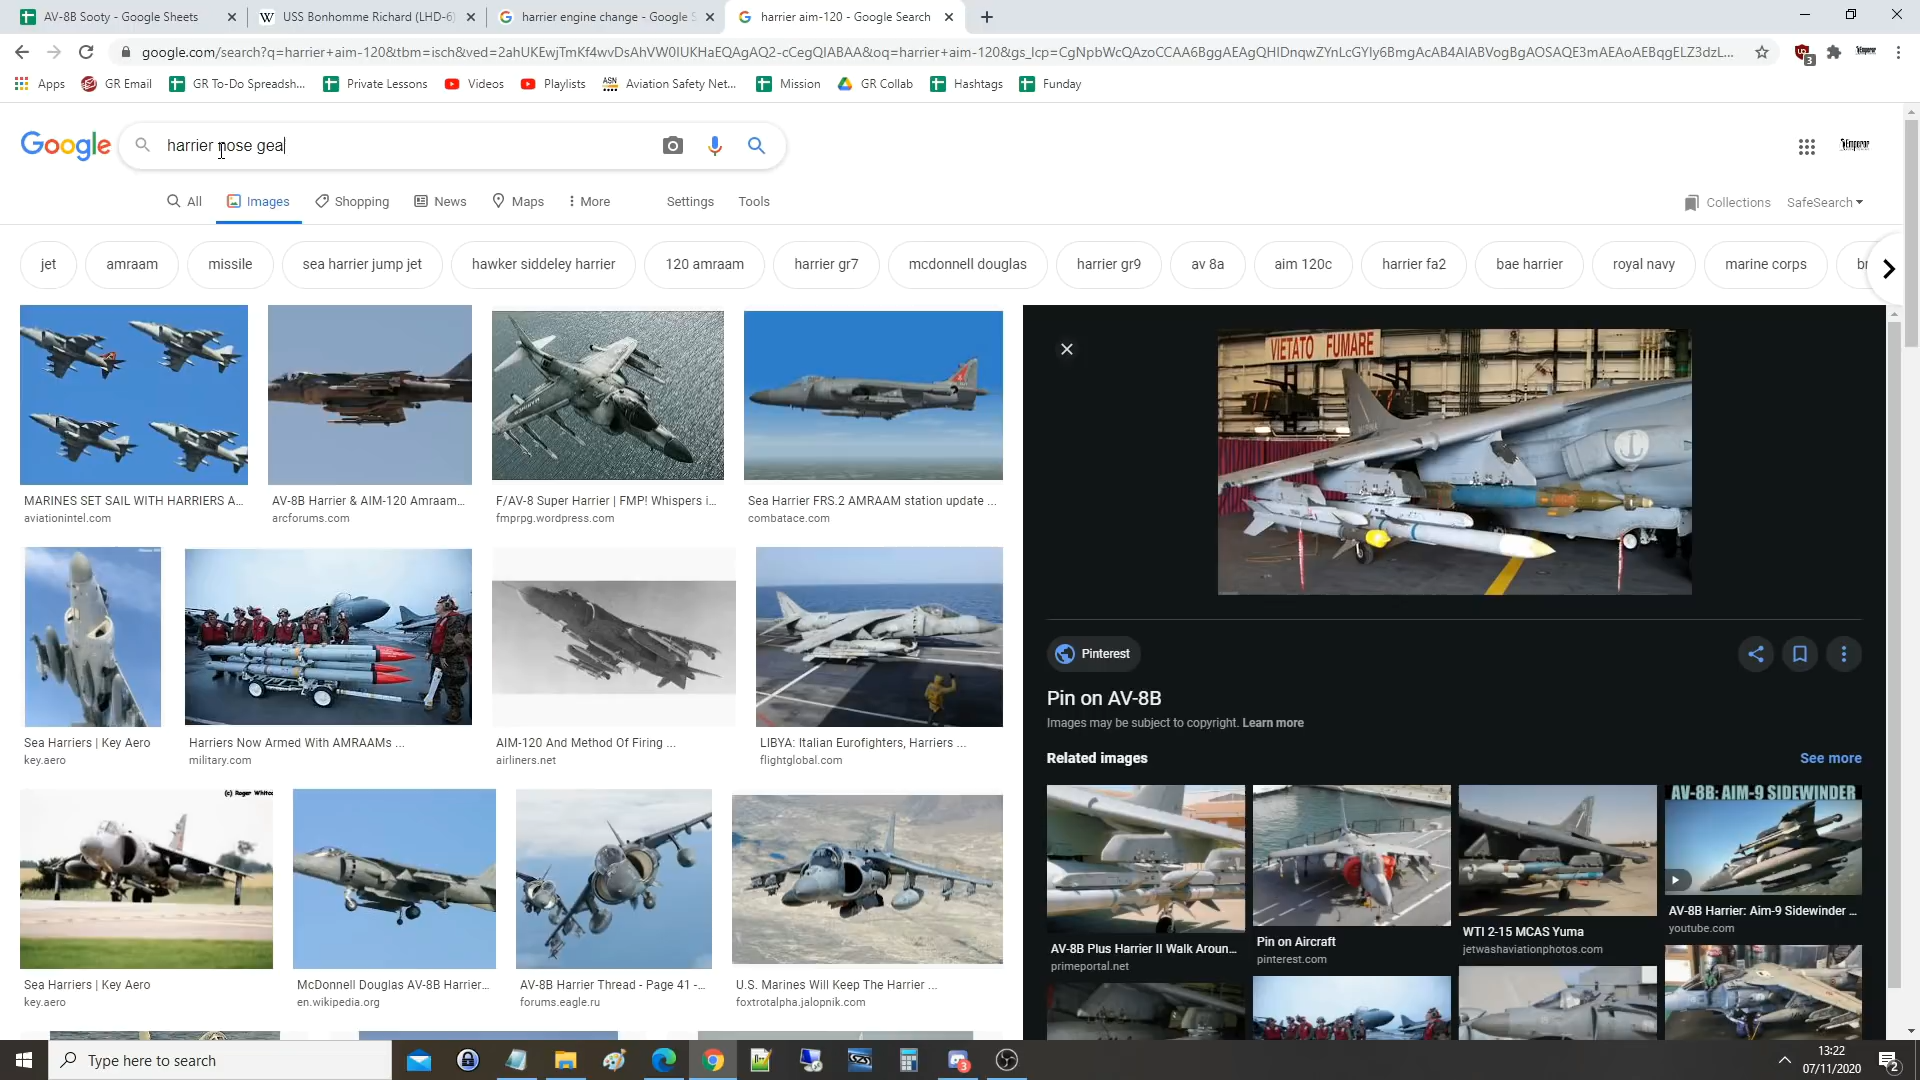 AV-8B Sooty - Google Sheets
USS Bonhomme Richard (LHD-6)
harrier engine change - Google S
harrier aim-120 - Google Search
google.com/search?q=harrier+aim-120&tbm=isch&ved=2ahUKEwjTmKf4wvDsAhVW0IUKHaEQAgAQ2-cCegQIABAA&oq=harrier+aim-120&gs_lcp=CgNpbWcQAzoCCAA6BggAEAgQHlDnqwZYnLcGYIy6BmgAcAB4AIABVogBgAOSAQE3mAEAoAEBqgELZ3dzL...
3
Apps
GR Email
GR To-Do Spreadsh...
Private Lessons
Videos
Playlists
ASN
Aviation Safety Net...
Mission
GR Collab
Hashtags
Funday
Google
harrier nose gea
All
Images
Shopping
News
Maps
More
Settings
Tools
Collections
SafeSearch
jet
amraam
missile
sea harrier jump jet
hawker siddeley harrier
120 amraam
harrier gr7
mcdonnell douglas
harrier gr9
av 8a
aim 120c
harrier fa2
bae harrier
royal navy
marine corps
br
MARINES SET SAIL WITH HARRIERS A...
aviationintel.com
AV-8B Harrier & AIM-120 Amraam...
arcforums.com
F/AV-8 Super Harrier | FMP! Whispers i...
fmprpg.wordpress.com
Sea Harrier FRS.2 AMRAAM station update ...
combatace.com
Sea Harriers | Key Aero
key.aero
Harriers Now Armed With AMRAAMs ...
military.com
AIM-120 And Method Of Firing ...
airliners.net
LIBYA: Italian Eurofighters, Harriers ...
flightglobal.com
Sea Harriers | Key Aero
key.aero
McDonnell Douglas AV-8B Harrier...
en.wikipedia.org
AV-8B Harrier Thread - Page 41 -...
forums.eagle.ru
U.S. Marines Will Keep The Harrier ...
foxtrotalpha.jalopnik.com
VIETATO FUMARE
Pinterest
Pin on AV-8B
Images may be subject to copyright. Learn more
Related images
See more
AV-8B Plus Harrier II Walk Aroun...
primeportal.net
Pin on Aircraft
pinterest.com
WTI 2-15 MCAS Yuma
jetwashaviationphotos.com
AV-8B: AIM-9 SIDEWINDER
AV-8B Harrier: Aim-9 Sidewinder ...
youtube.com
Type here to search
3
13:22
07/11/2020
2